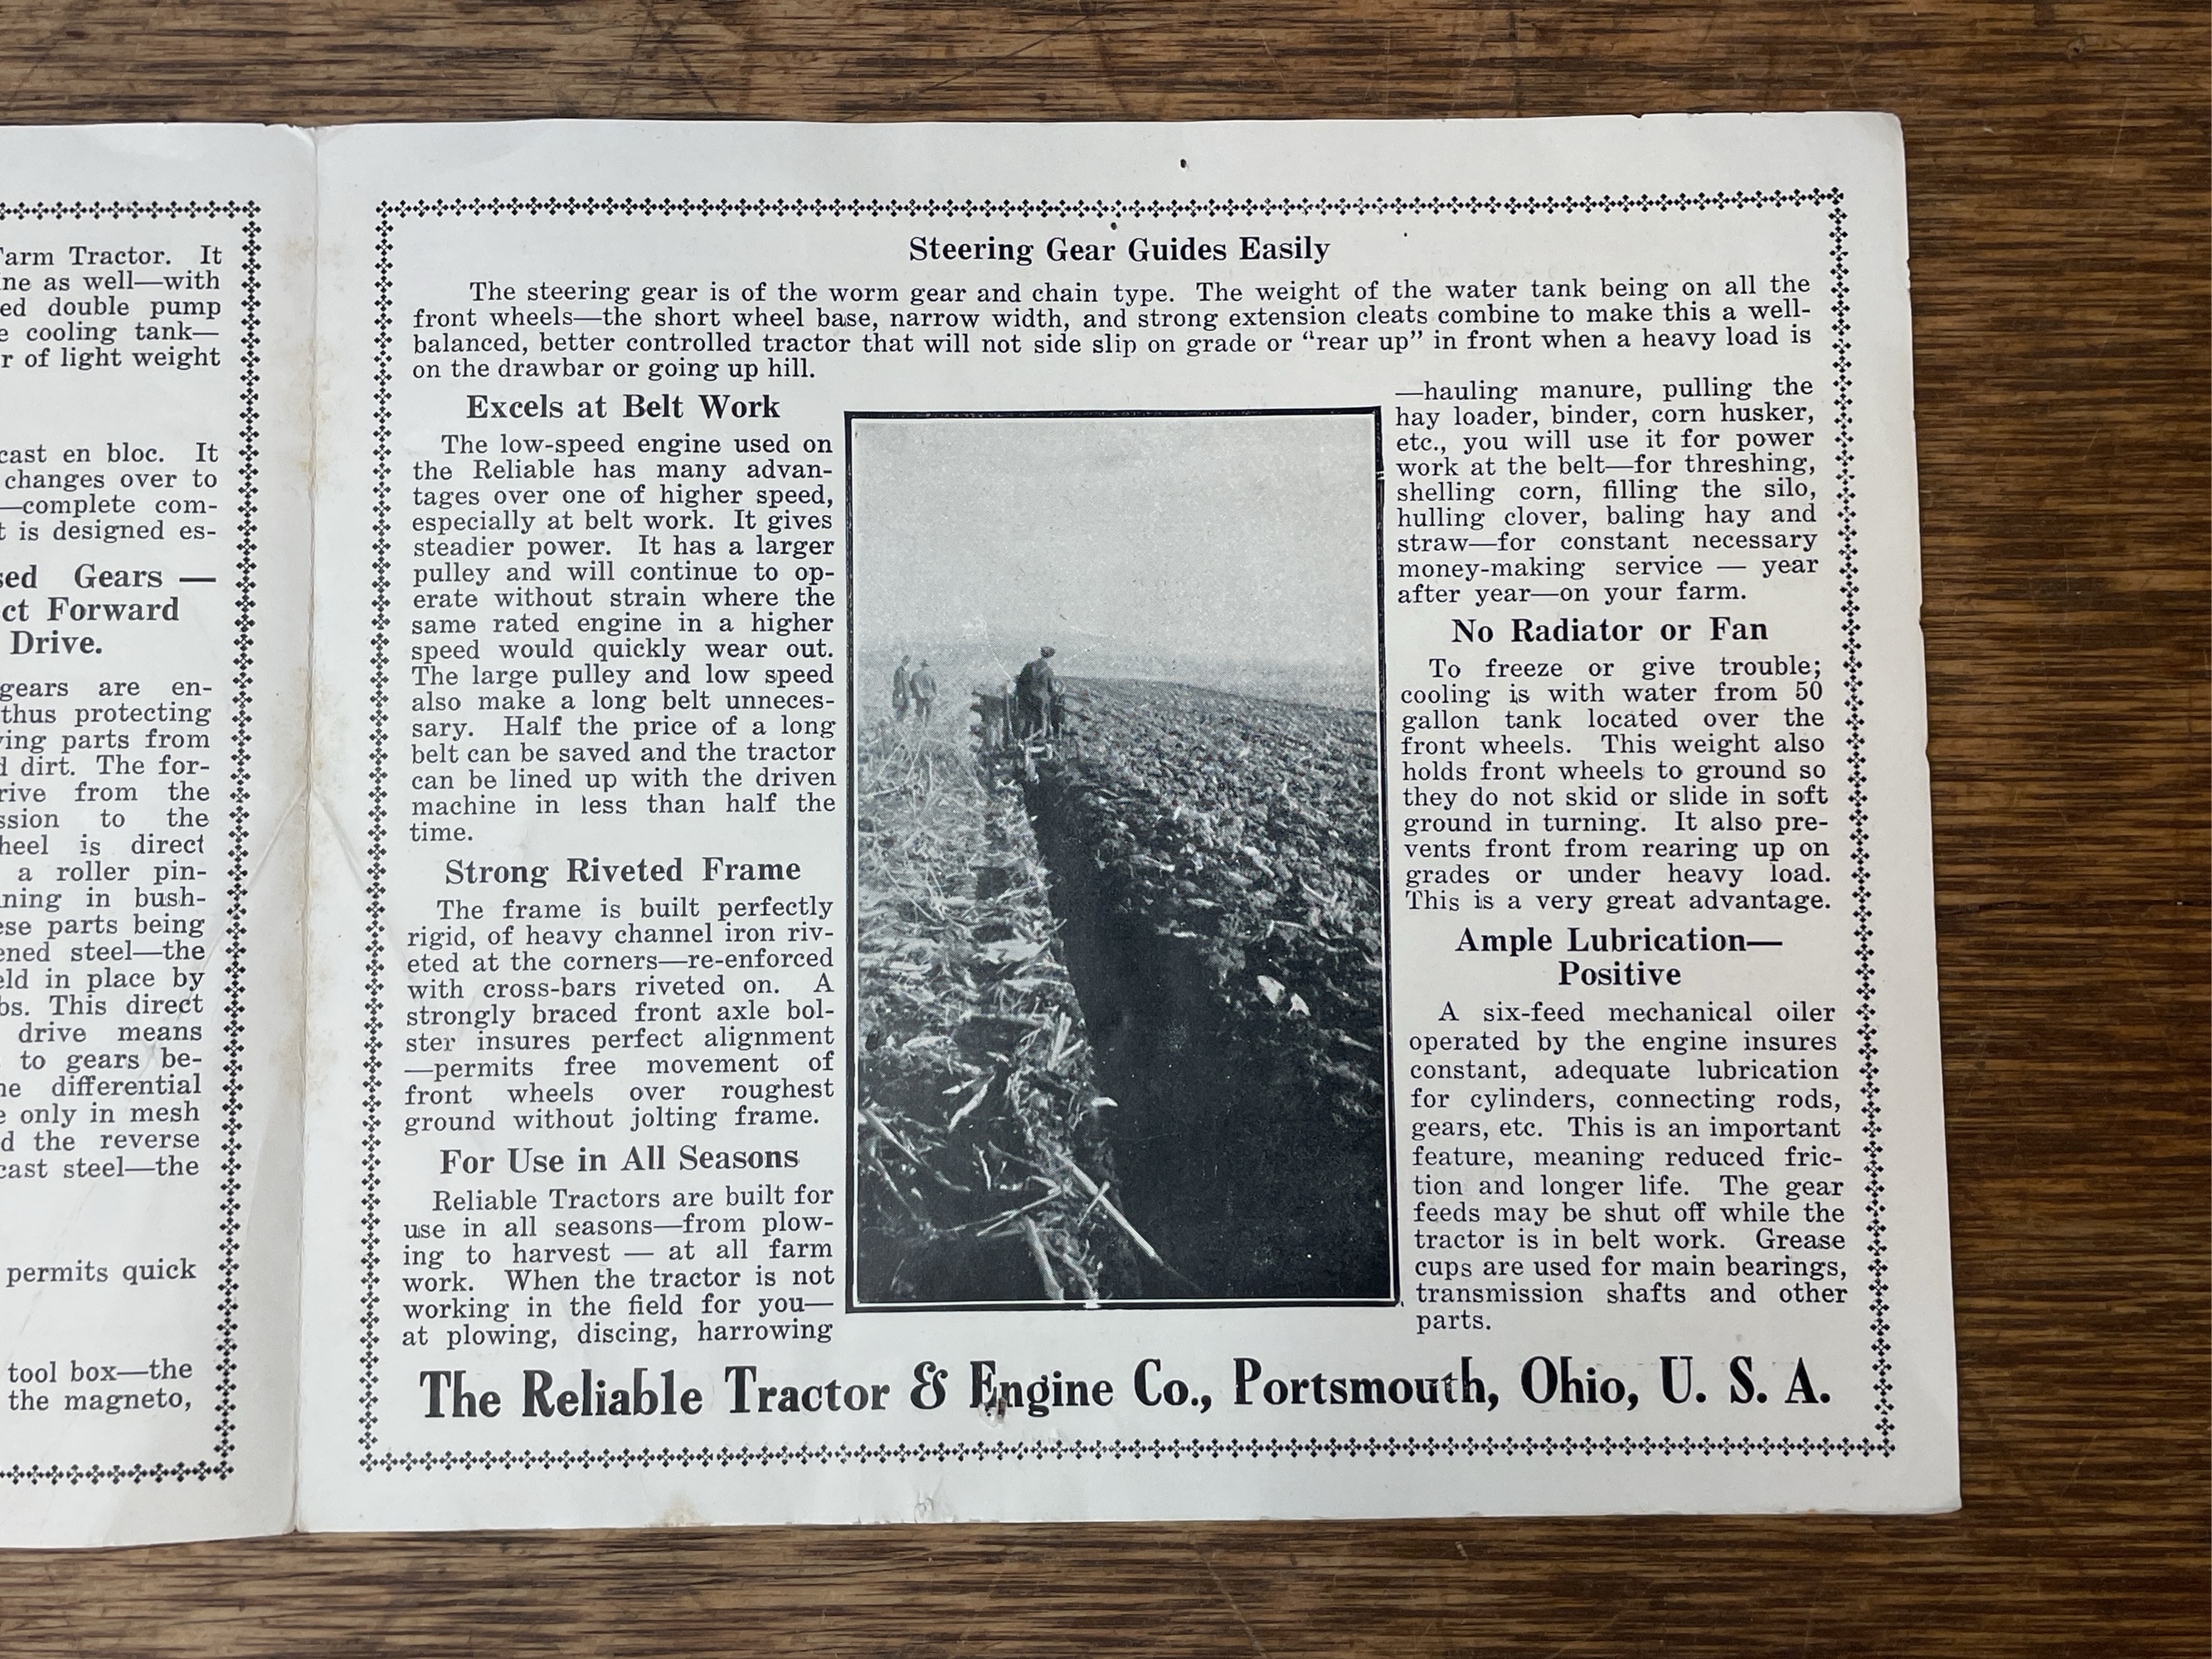 Farm Tractor. It
ne as well—with
ed double pump
e cooling tank—
r of light weight
cast en bloc. It
changes over to
—complete com-
t is designed es-
sed Gears —
ct Forward
Drive.
gears are en-
thus protecting
ving parts from
d dirt. The for-
rive from the
ssion to the
heel is direct
a roller pin-
ning in bush-
ese parts being
ened steel—the
eld in place by
bs. This direct
drive means
to gears be-
he differential
e only in mesh
d the reverse
cast steel—the
permits quick
tool box—the
the magneto,
Steering Gear Guides Easily
The steering gear is of the worm gear and chain type. The weight of the water tank being on all the
front wheels—the short wheel base, narrow width, and strong extension cleats combine to make this a well-
balanced, better controlled tractor that will not side slip on grade or “rear up” in front when a heavy load is
on the drawbar or going up hill.
Excels at Belt Work
The low-speed engine used on
the Reliable has many advan-
tages over one of higher speed,
especially at belt work. It gives
steadier power. It has a larger
pulley and will continue to op-
erate without strain where the
same rated engine in a higher
speed would quickly wear out.
The large pulley and low speed
also make a long belt unneces-
sary. Half the price of a long
belt can be saved and the tractor
can be lined up with the driven
machine in less than half the
time.
Strong Riveted Frame
The frame is built perfectly
rigid, of heavy channel iron riv-
eted at the corners—re-enforced
with cross-bars riveted on. A
strongly braced front axle bol-
ster insures perfect alignment
—permits free movement of
front wheels over roughest
ground without jolting frame.
For Use in All Seasons
Reliable Tractors are built for
use in all seasons—from plow-
ing to harvest — at all farm
work. When the tractor is not
working in the field for you—
at plowing, discing, harrowing
—hauling manure, pulling the
hay loader, binder, corn husker,
etc., you will use it for power
work at the belt—for threshing,
shelling corn, filling the silo,
hulling clover, baling hay and
straw—for constant necessary
money-making service — year
after year—on your farm.
No Radiator or Fan
To freeze or give trouble;
cooling is with water from 50
gallon tank located over the
front wheels. This weight also
holds front wheels to ground so
they do not skid or slide in soft
ground in turning. It also pre-
vents front from rearing up on
grades or under heavy load.
This is a very great advantage.
Ample Lubrication—
Positive
A six-feed mechanical oiler
operated by the engine insures
constant, adequate lubrication
for cylinders, connecting rods,
gears, etc. This is an important
feature, meaning reduced fric-
tion and longer life. The gear
feeds may be shut off while the
tractor is in belt work. Grease
cups are used for main bearings,
transmission shafts and other
parts.
The Reliable Tractor & Engine Co., Portsmouth, Ohio, U. S. A.